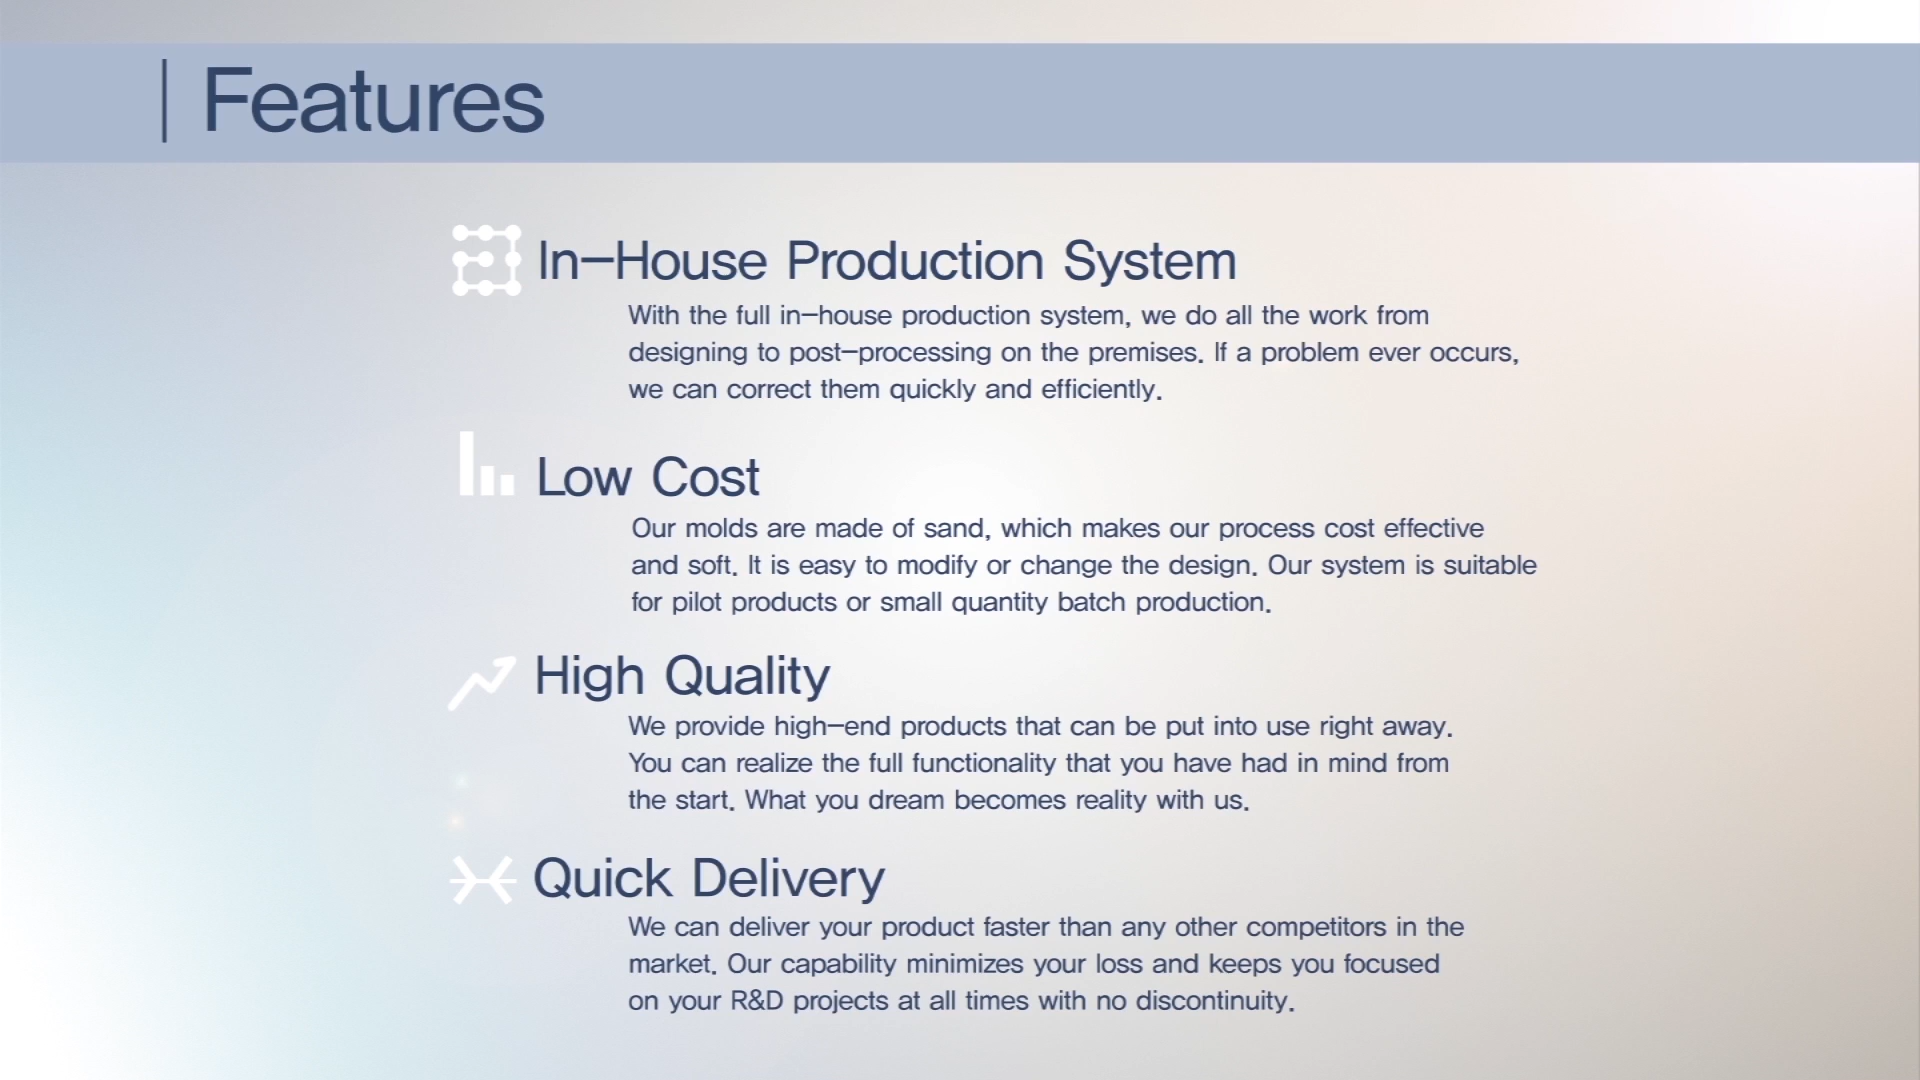 Features
In-House Production System
With the full in-house production system, we do all the work from
designing to post-processing on the premises. If a problem ever occurs,
we can correct them quickly and efficiently.
Low Cost
Our molds are made of sand, which makes our process cost effective
and soft. It is easy to modify or change the design. Our system is suitable
for pilot products or small quantity batch production.
High Quality
We provide high-end products that can be put into use right away.
You can realize the full functionality that you have had in mind from
the start. What you dream becomes reality with us.
Quick Delivery
We can deliver your product faster than any other competitors in the
market. Our capability minimizes your loss and keeps you focused
on your R&D projects at all times with no discontinuity.